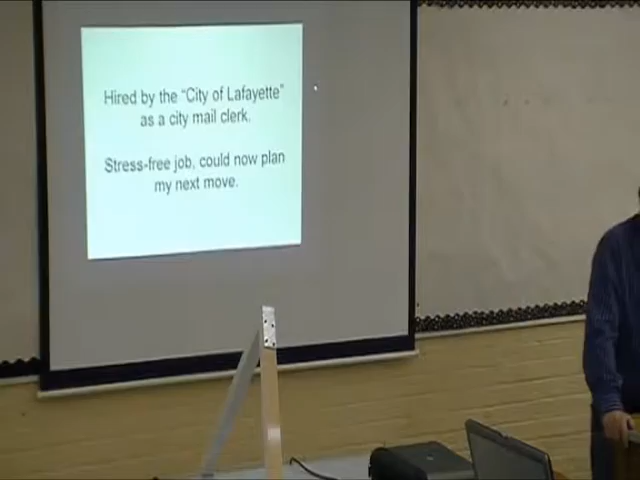 Hired by the "City of Lafayette"
as a city mail clerk.
Stress-free job, could now plan
my next move.